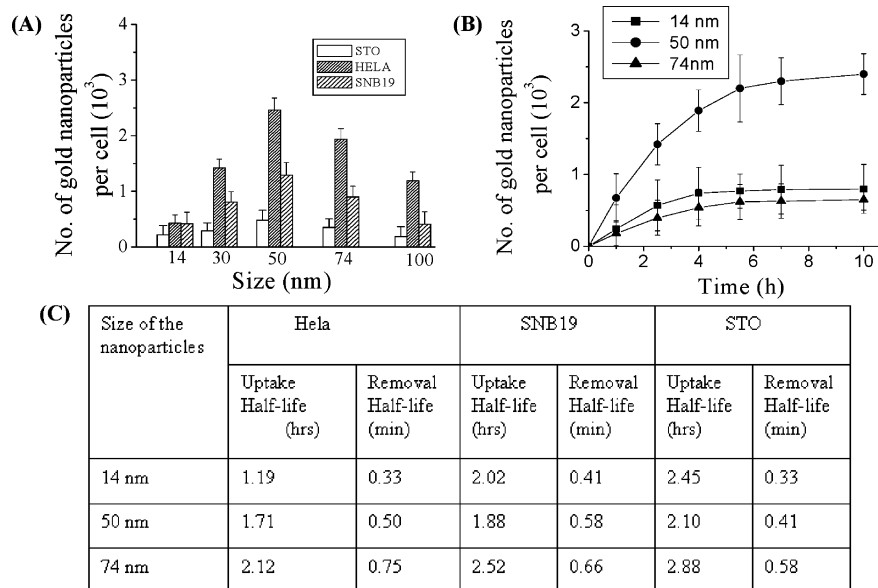 (A)
No. of gold nanoparticles
per cell (10³)
4
3
2
1
0
STO
HELA
SNB19
14 30 50 74 100
Size (nm)
(B)
No. of gold nanoparticles
per cell (10³)
3
2
1
0
14 nm
50 nm
74nm
0 2 4 6 8 10
Time (h)
(C)
Size of the
nanoparticles
Hela
SNB19
STO
Uptake
Half-life
(hrs)
Removal
Half-life
(min)
Uptake
Half-life
(hrs)
Removal
Half-life
(min)
Uptake
Half-life
(hrs)
Removal
Half-life
(min)
14 nm 1.19 0.33 2.02 0.41 2.45 0.33
50 nm 1.71 0.50 1.88 0.58 2.10 0.41
74 nm 2.12 0.75 2.52 0.66 2.88 0.58